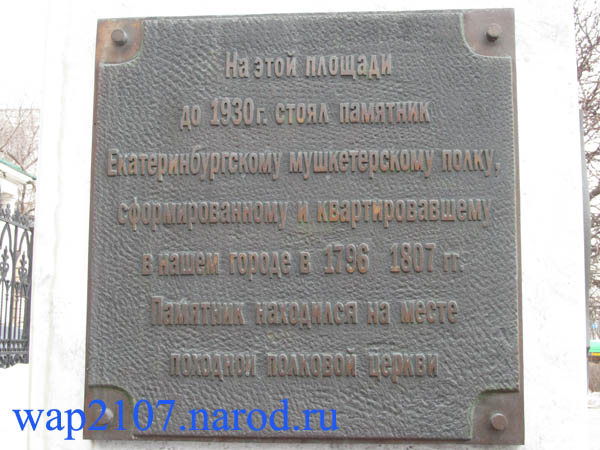 На этой площади
до 1930 г. стоял памятник
Екатеринбургскому мушкетерскому полку,
сформированному и квартировавшему
в нашем городе в 1796 1807 гг.
Памятник находился на месте
походной полковой церкви
wap2107.narod.ru